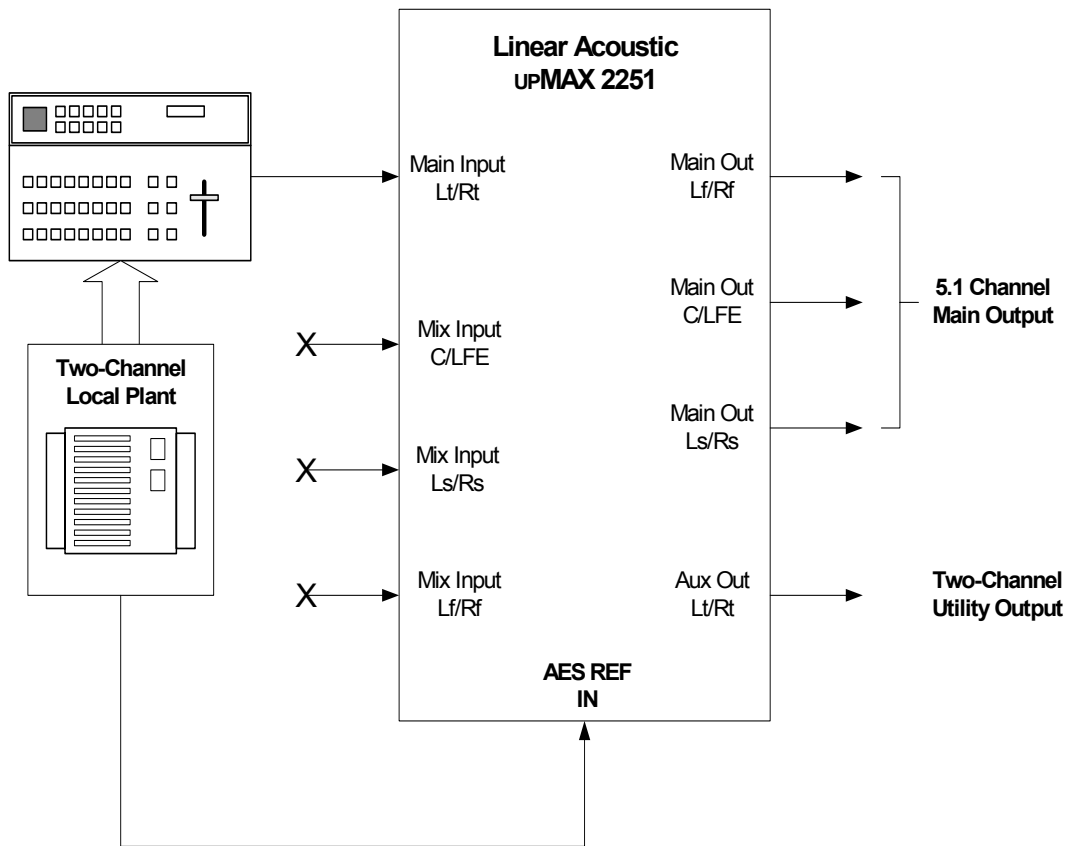 Linear Acoustic
UPMAX 2251
Main Input
Lt/Rt
Main Out
Lf/Rf
Main Out
C/LFE
5.1 Channel
Main Output
X
Mix Input
C/LFE
Two-Channel
Local Plant
Main Out
Ls/Rs
X
Mix Input
Ls/Rs
X
Mix Input
Lf/Rf
Aux Out
Lt/Rt
Two-Channel
Utility Output
AES REF
IN